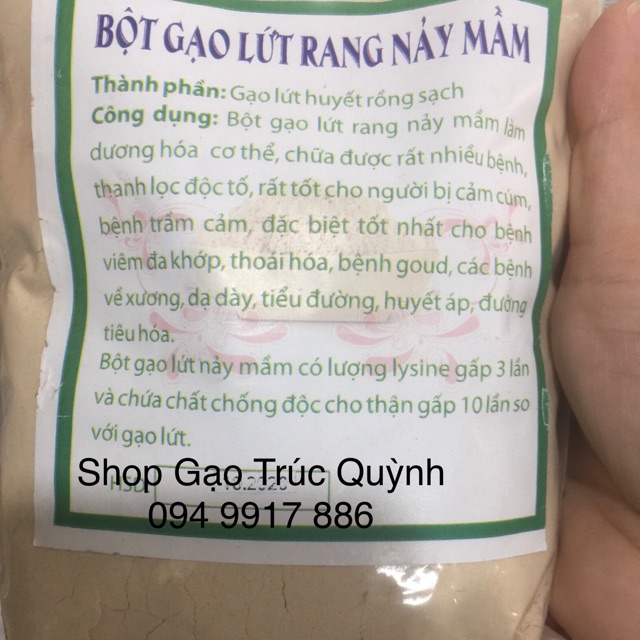 BỘT GẠO LỨT RANG NẢY MẦM
Thành phần: Gạo lứt huyết rồng sạch
Công dụng: Bột gạo lứt rang nảy mầm làm
dương hóa cơ thể, chữa được rất nhiều bệnh,
thanh lọc độc tố, rất tốt cho người bị cảm cúm,
bệnh trầm cảm, đặc biệt tốt nhất cho bệnh
viêm đa khớp, thoái hóa, bệnh goud, các bệnh
về xương, dạ dày, tiểu đường, huyết áp, đường
tiêu hóa.
Bột gạo lứt nảy mầm có lượng lysine gấp 3 lần
và chứa chất chống độc cho thận gấp 10 lần so
với gạo lứt.
Shop Gạo Trúc Quỳnh
HSD
094 9917 886